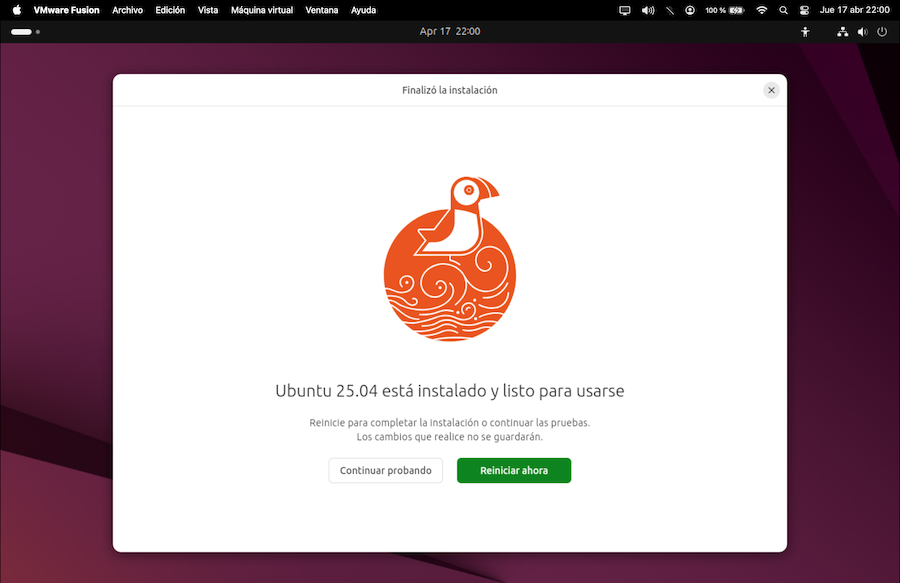 VMware Fusion Archivo Edición Vista Máquina virtual Ventana Ayuda 100 % Jue 17 abr 22:00
Apr 17 22:00
Finalizó la instalación
Ubuntu 25.04 está instalado y listo para usarse
Reinicie para completar la instalación o continuar las pruebas.
Los cambios que realice no se guardarán.
Continuar probando Reiniciar ahora